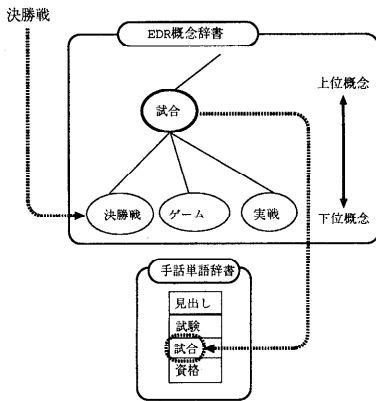 決勝戦
EDR概念辞書
試合
上位概念
決勝戦
ゲーム
実戦
下位概念
手話単語辞書
見出し
試験
試合
資格